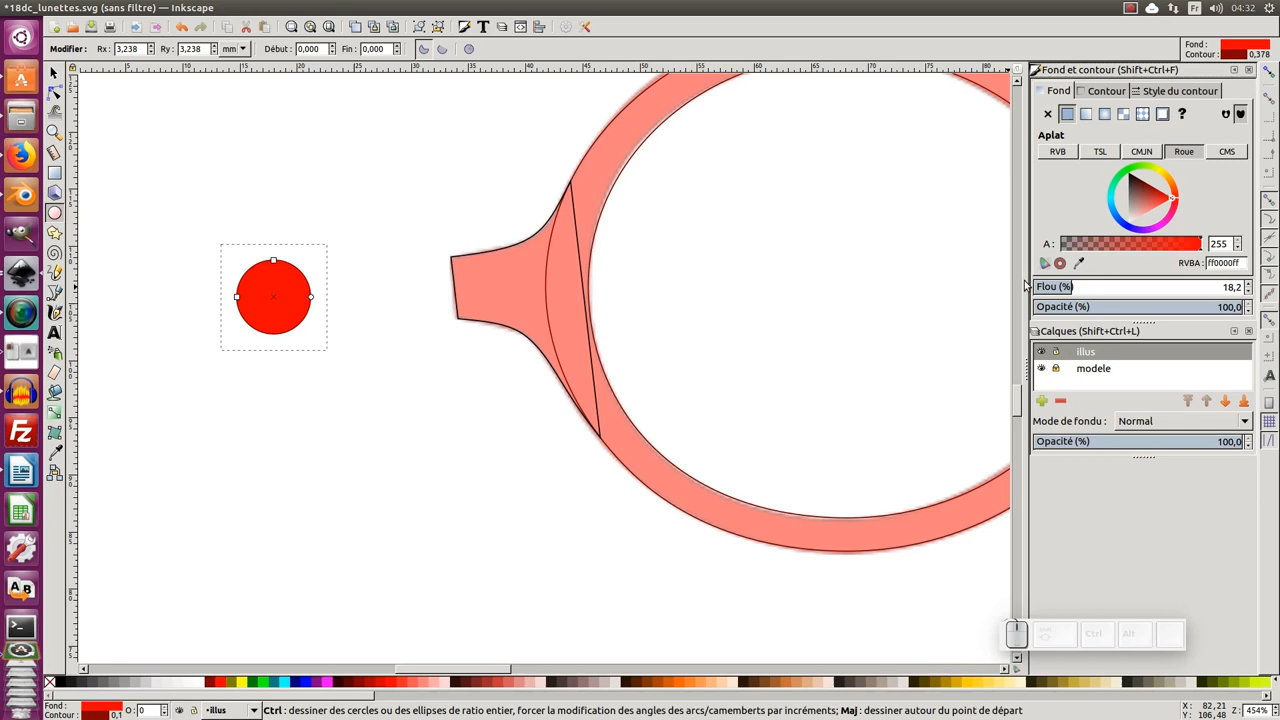 *18dc_lunettes.svg (sans filtre) - Inkscape
Fr
04:32
Modifier: Rx: 3,238 Ry: 3,238 mm Début : 0,000 Fin : 0,000
Fond :
Contour : 0,378
Fond et contour (Shift+Ctrl+F)
Fond Contour Style du contour
Aplat
RVB TSL CMJN Roue CMS
A : 255
RVBA: ff0000ff
Flou (%) 18,2
Opacité (%) 100,0
Calques (Shift+Ctrl+L)
illus
modele
Mode de fondu : Normal
Opacité (%) 100,0
Ctrl Alt
Fond :
Contour : 0,1
O: 0
•illus
Ctrl : dessiner des cercles ou des ellipses de ratio entier, forcer la modification des angles des arcs/camemberts par incréments; Maj : dessiner autour du point de départ
X: 82,21
Y: 106,48
Z: 454%